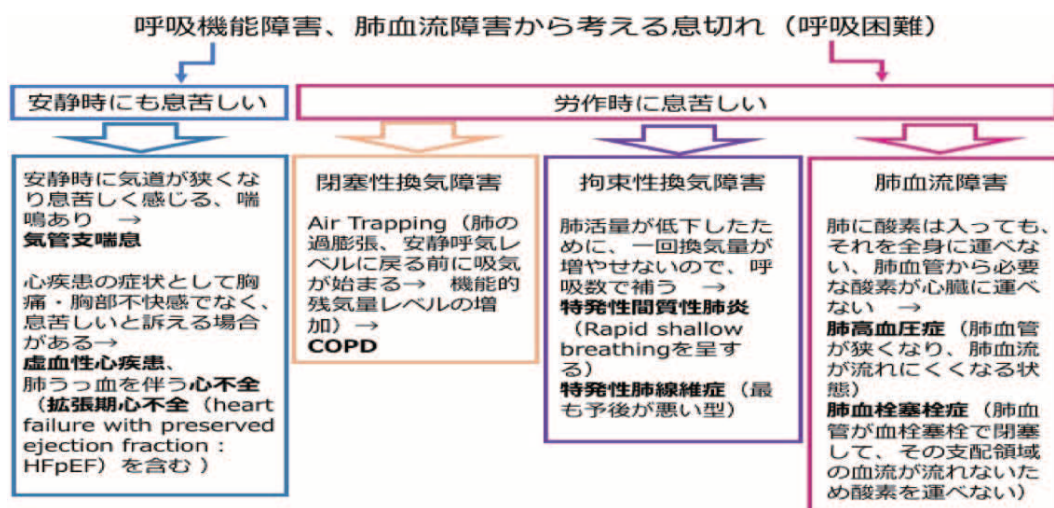 呼吸機能障害、肺血流障害から考える息切れ（呼吸困難）
安静時にも息苦しい
労作時に息苦しい
安静時に気道が狭くな
り息苦しく感じる、喘
鳴あり　→
気管支喘息
心疾患の症状として胸
痛・胸部不快感でなく、
息苦しいと訴える場合
がある→
虚血性心疾患、
肺うっ血を伴う心不全
（拡張期心不全（heart
failure with preserved
ejection fraction：
HFpEF）を含む ）
閉塞性換気障害
Air Trapping（肺の
過膨張、安静呼気レ
ベルに戻る前に吸気
が始まる→　機能的
残気量レベルの増
加）→
COPD
拘束性換気障害
肺活量が低下したた
めに、一回換気量が
増やせないので、呼
吸数で補う　→
特発性間質性肺炎
（Rapid shallow
breathingを呈す
る）
特発性肺線維症（最
も予後が悪い型）
肺血流障害
肺に酸素は入っても、
それを全身に運べな
い、肺血管から必要
な酸素が心臓に運べ
ない　→
肺高血圧症（肺血管
が狭くなり、肺血流
が流れにくくなる状
態）
肺血栓塞栓症（肺血
管が血栓塞栓で閉塞
して、その支配領域
の血流が流れないた
め酸素を運べない）